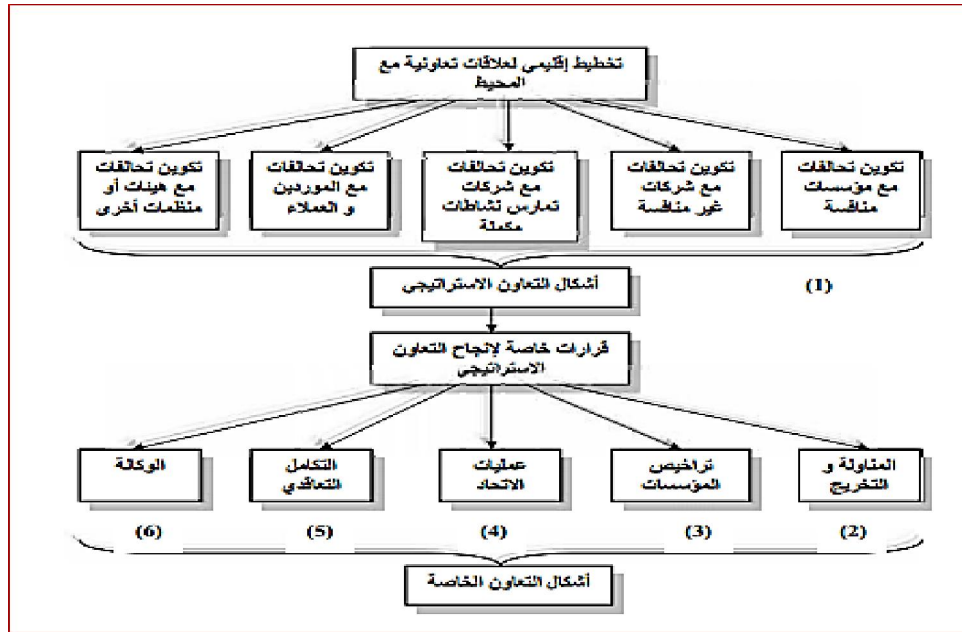 تخطيط إقليمي لعلاقات تعاونية مع
المحيط
تكوين تحالفات
مع مؤسسات
منافسة
تكوين تحالفات
مع شركات
غير منافسة
تكوين تحالفات
مع شركات
تمارس نشاطات
مكملة
تكوين تحالفات
مع الموردين
و العملاء
تكوين تحالفات
مع هيئات أو
منظمات أخرى
(1)
أشكال التعاون الاستراتيجي
قرارات خاصة لإنجاح التعاون
الاستراتيجي
المناولة و
التخريج
تراخيص
المؤسسات
عمليات
الاتحاد
التكامل
التعاقدي
الوكالة
(2)
(3)
(4)
(5)
(6)
أشكال التعاون الخاصة